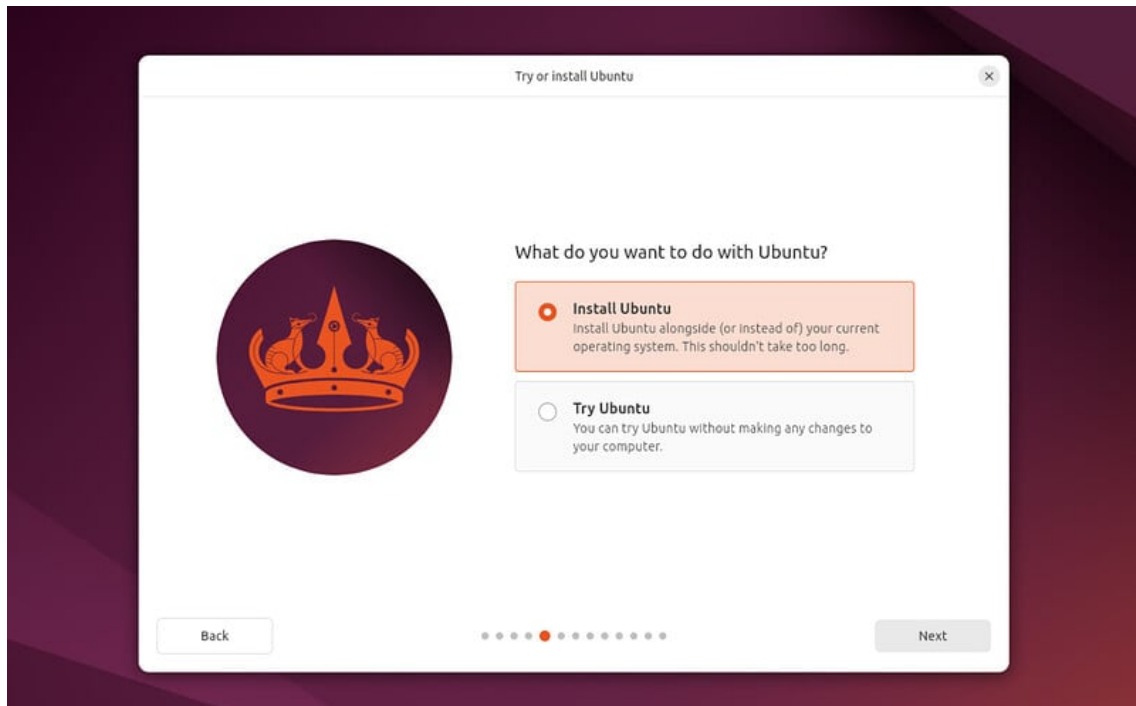 Try or install Ubuntu
What do you want to do with Ubuntu?
Install Ubuntu
Install Ubuntu alongside (or instead of) your current
operating system. This shouldn't take too long.
Try Ubuntu
You can try Ubuntu without making any changes to
your computer.
Back
Next